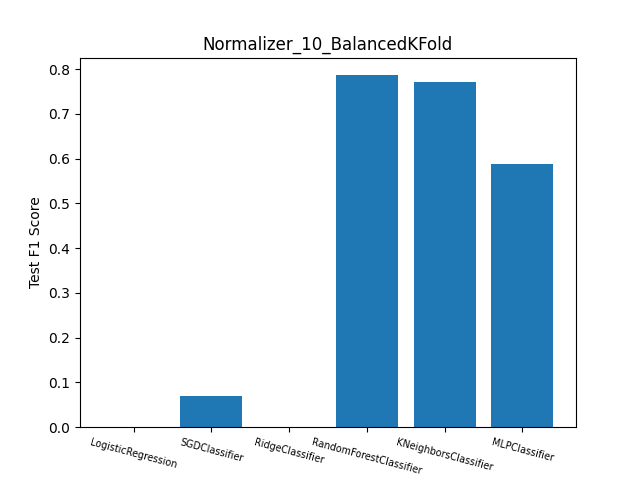 Normalizer_10_BalancedKFold
Test F1 Score
0.8
0.7
0.6
0.5
0.4
0.3
0.2
0.1
0.0
LogisticRegression
SGDClassifier
RidgeClassifier
RandomForestClassifier
KNeighborsClassifier
MLPClassifier